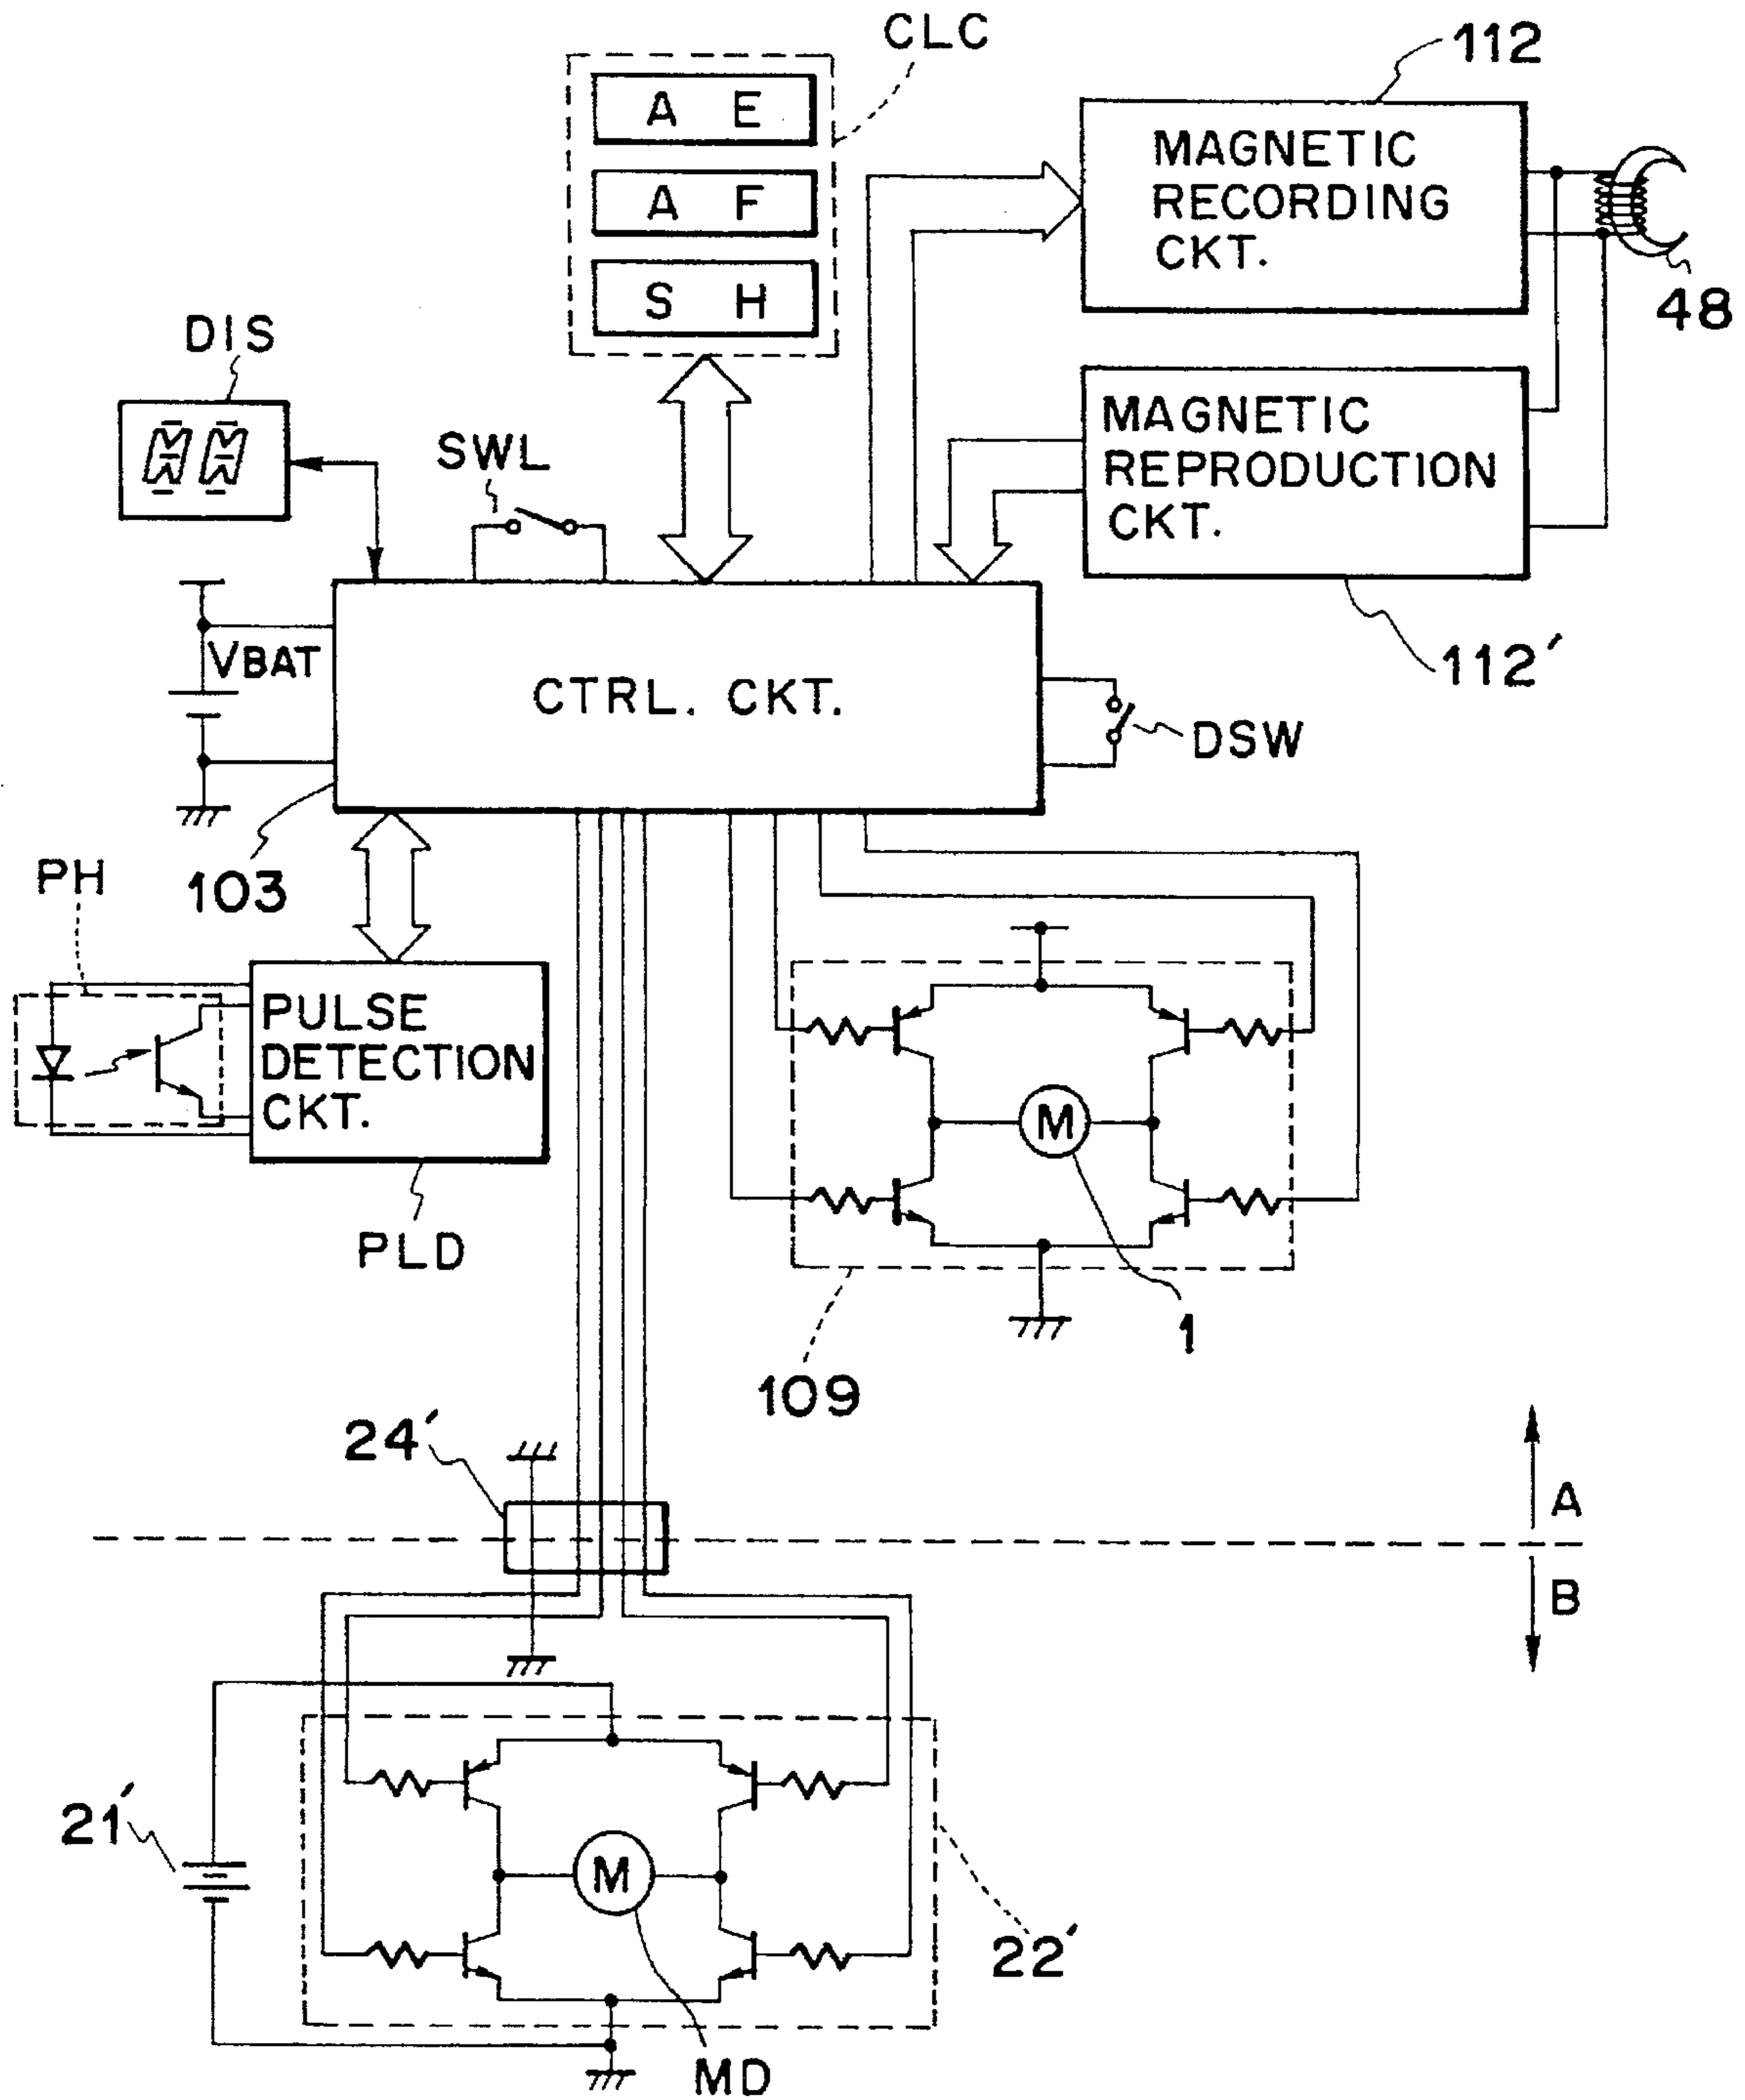 CLC
112
A E
A F
S H
MAGNETIC
RECORDING
CKT.
48
DIS
SWL
MAGNETIC
REPRODUCTION
CKT.
112′
VBAT
CTRL. CKT.
DSW
103
PH
PULSE
DETECTION
CKT.
PLD
M
1
109
24′
A
B
21′
M
22′
MD